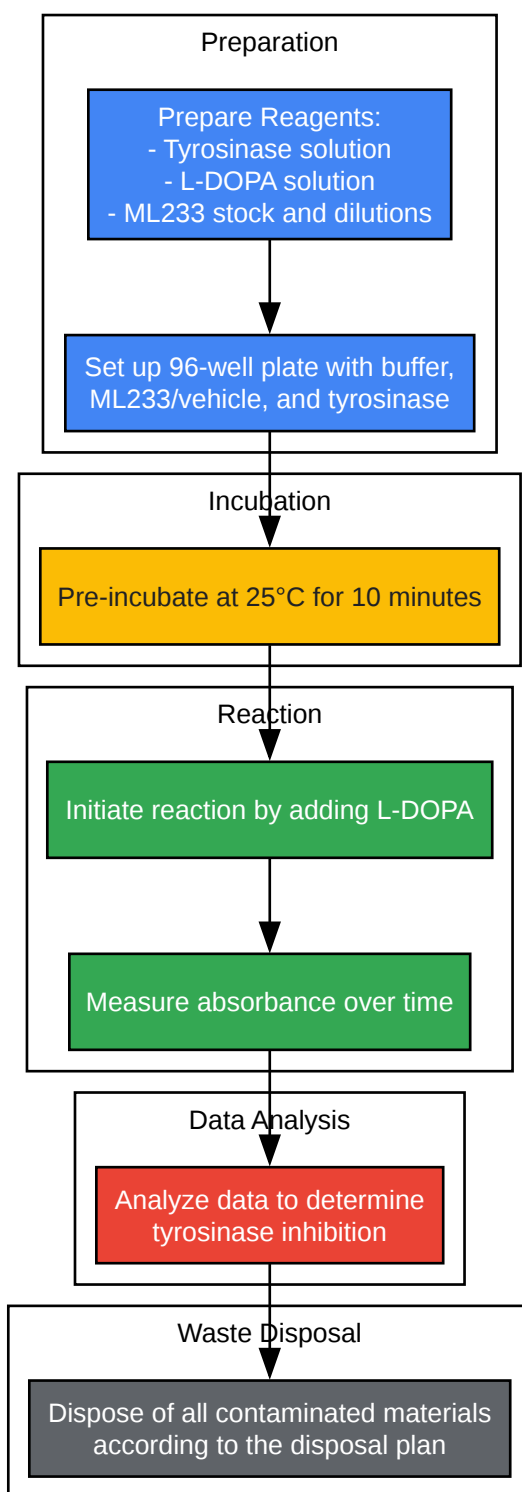 Preparation
Prepare Reagents:
- Tyrosinase solution
- L-DOPA solution
- ML233 stock and dilutions
Set up 96-well plate with buffer,
ML233/vehicle, and tyrosinase
Incubation
Pre-incubate at 25°C for 10 minutes
Reaction
Initiate reaction by adding L-DOPA
Measure absorbance over time
Data Analysis
Analyze data to determine
tyrosinase inhibition
Waste Disposal
Dispose of all contaminated materials
according to the disposal plan